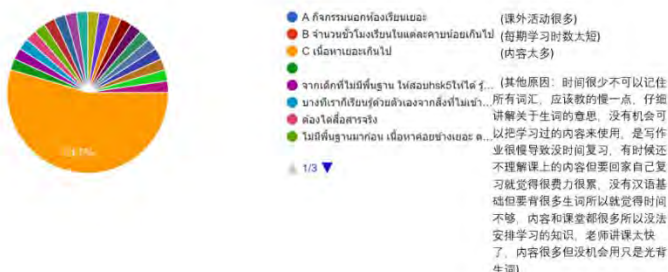 A กิจกรรมนอกห้องเรียนเยอะ
B จำนวนชั่วโมงเรียนในแต่ละคาบน้อยเกินไป
C เนื้อหาเยอะเกินไป
จากเด็กที่ไม่มีพื้นฐาน ให้สอบhsk5ให้ได้ รู้...
บางทีเราก็เรียนรู้ด้วยตัวเองจากสิ่งที่ไม่เข้า...
ต้องได้สื่อสารจริง
ไม่มีพื้นฐานมาก่อน เนื้อหาค่อยข้างเยอะ ต...
1/3
(课外活动很多)
(每期学习时数太短)
(内容太多)
(其他原因：时间很少不可以记住
所有词汇，应该教的慢一点，仔细
讲解关于生词的意思，没有机会可
以把学习过的内容来使用，是写作
业很慢导致没时间复习，有时候还
不理解课上的内容但要回家自己复
习就觉得很费力很累，没有汉语基
础但要背很多生词所以就觉得时间
不够，内容和课堂都很多所以没法
安排学习的知识，老师讲课太快
了，内容很多但没机会用只是光背
生词)